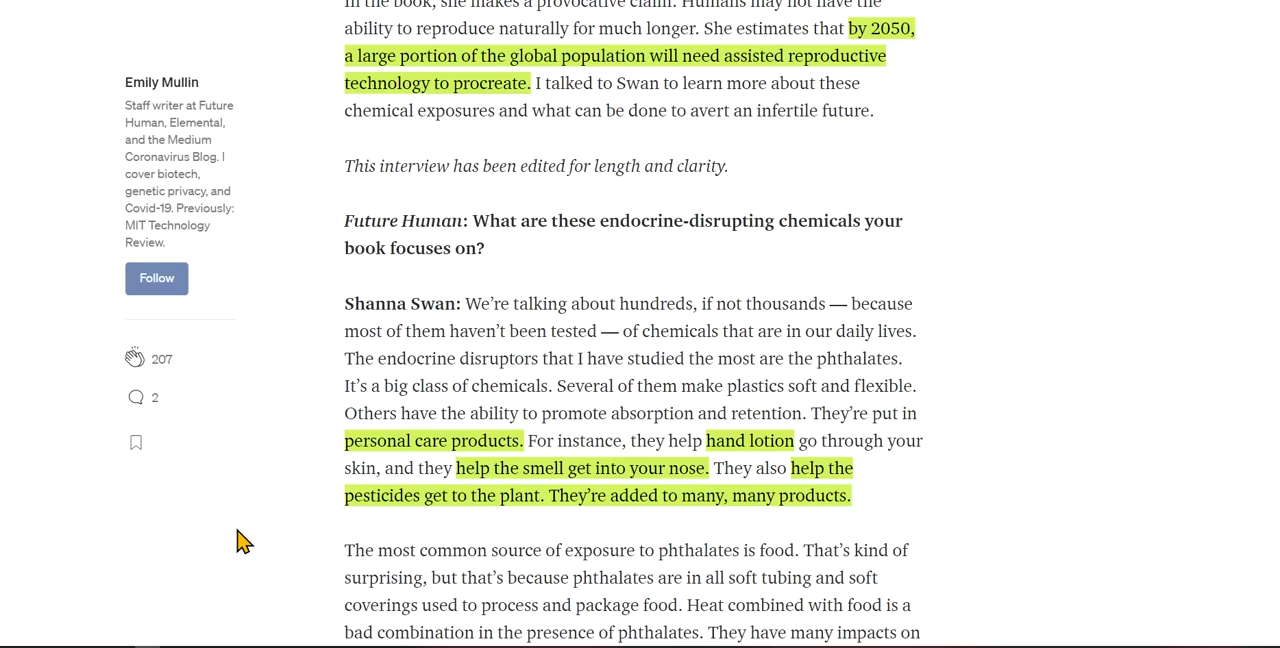 In the book, she makes a provocative claim: Humans may not have the
ability to reproduce naturally for much longer. She estimates that by 2050,
a large portion of the global population will need assisted reproductive
technology to procreate. I talked to Swan to learn more about these
chemical exposures and what can be done to avert an infertile future.
This interview has been edited for length and clarity.
Future Human: What are these endocrine-disrupting chemicals your
book focuses on?
Shanna Swan: We’re talking about hundreds, if not thousands — because
most of them haven’t been tested — of chemicals that are in our daily lives.
The endocrine disruptors that I have studied the most are the phthalates.
It’s a big class of chemicals. Several of them make plastics soft and flexible.
Others have the ability to promote absorption and retention. They’re put in
personal care products. For instance, they help hand lotion go through your
skin, and they help the smell get into your nose. They also help the
pesticides get to the plant. They’re added to many, many products.
The most common source of exposure to phthalates is food. That’s kind of
surprising, but that’s because phthalates are in all soft tubing and soft
coverings used to process and package food. Heat combined with food is a
bad combination in the presence of phthalates. They have many impacts on
Emily Mullin
Staff writer at Future
Human, Elemental,
and the Medium
Coronavirus Blog. I
cover biotech,
genetic privacy, and
Covid-19. Previously:
MIT Technology
Review.
Follow
207
2